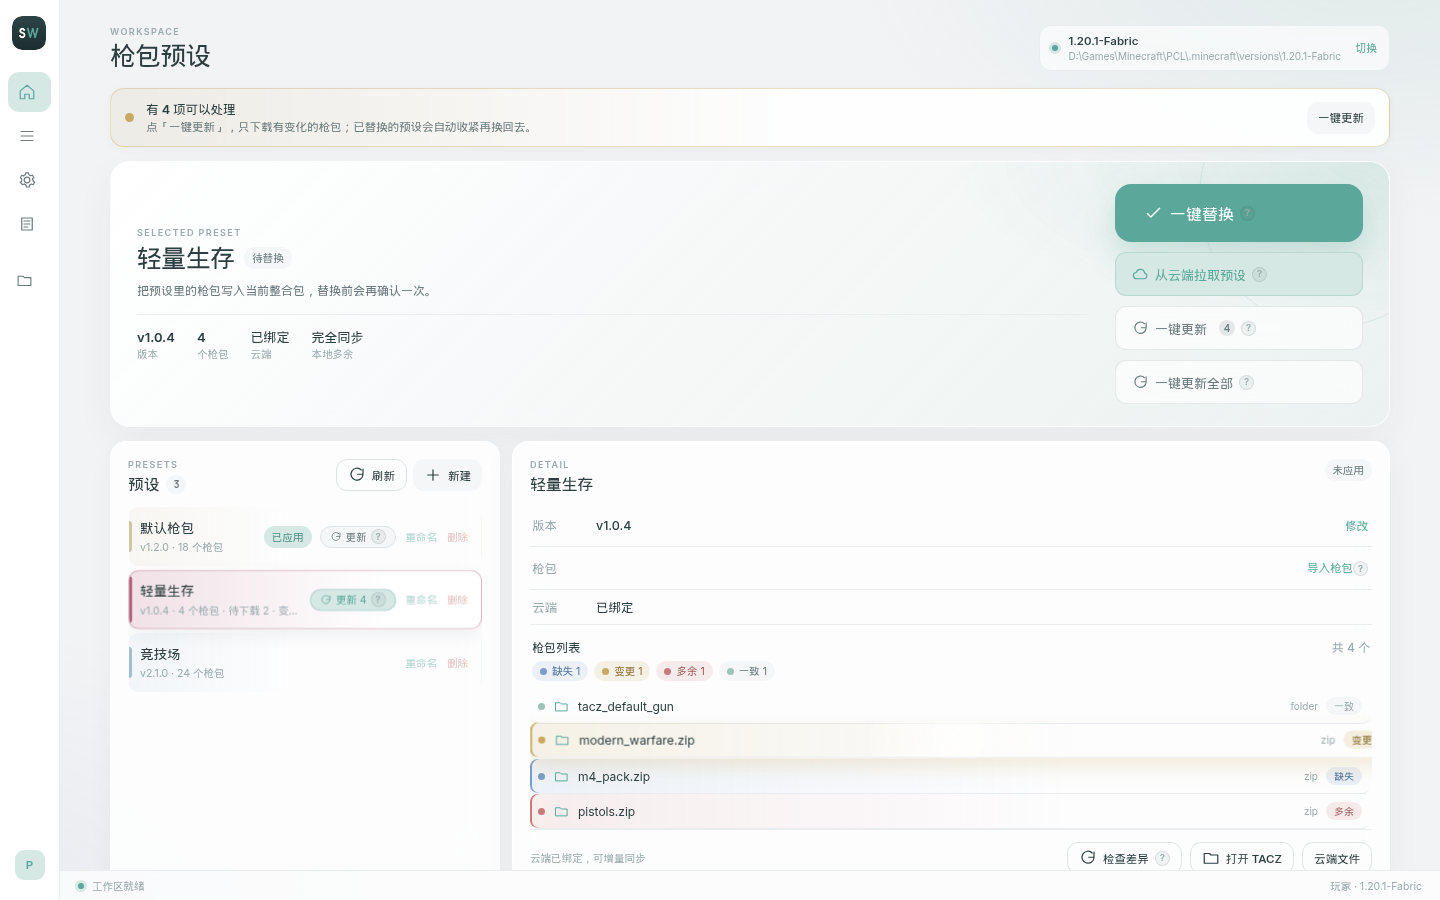 SW
WORKSPACE
枪包预设
1.20.1-Fabric
D:\Games\Minecraft\PCL\.minecraft\versions\1.20.1-Fabric
切换
有 4 项可以处理
点「一键更新」，只下载有变化的枪包；已替换的预设会自动收紧再换回去。
一键更新
SELECTED PRESET
轻量生存
待替换
把预设里的枪包写入当前整合包，替换前会再确认一次。
v1.0.4
版本
4
个枪包
已绑定
云端
完全同步
本地多余
一键替换 ?
从云端拉取预设 ?
一键更新 4 ?
一键更新全部 ?
PRESETS
预设 3
刷新
新建
默认枪包
v1.2.0 · 18 个枪包
已应用
更新 ?
重命名
删除
轻量生存
v1.0.4 · 4 个枪包 · 待下载 2 · 变...
更新 4 ?
重命名
删除
竞技场
v2.1.0 · 24 个枪包
重命名
删除
DETAIL
轻量生存
未应用
版本 v1.0.4 修改
枪包 导入枪包 ?
云端 已绑定
枪包列表 共 4 个
缺失 1 变更 1 多余 1 一致 1
tacz_default_gun folder 一致
modern_warfare.zip zip 变更
m4_pack.zip zip 缺失
pistols.zip zip 多余
云端已绑定，可增量同步
检查差异 ?
打开 TACZ
云端文件
P
工作区就绪
玩家 · 1.20.1-Fabric